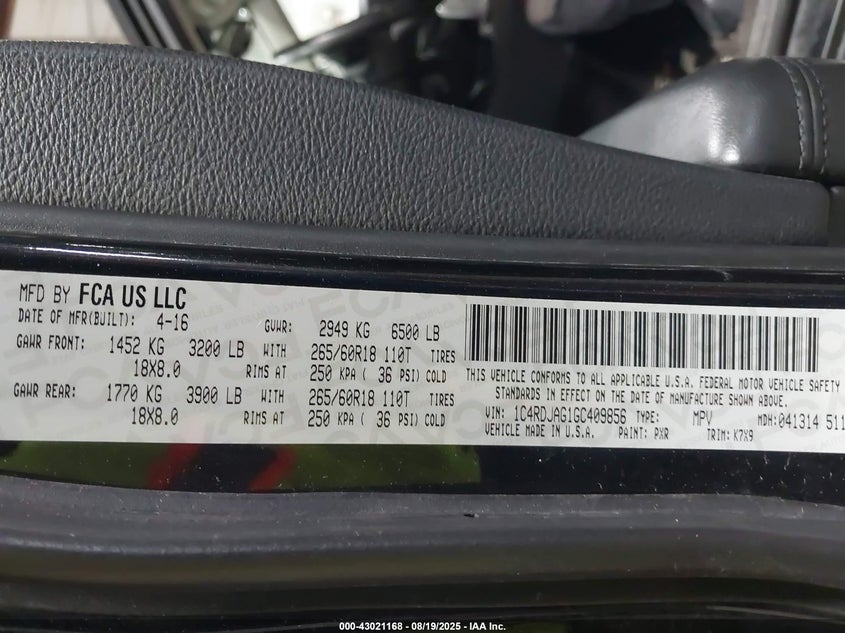 MFD BY FCA US LLC
DATE OF MFR(BUILT): 4-16 GVWR: 2949 KG 6500 LB
GAWR FRONT: 1452 KG 3200 LB WITH 265/60R18 110T TIRES
18X8.0 RIMS AT 250 KPA ( 36 PSI) COLD
GAWR REAR: 1770 KG 3900 LB WITH 265/60R18 110T TIRES
18X8.0 RIMS AT 250 KPA ( 36 PSI) COLD
THIS VEHICLE CONFORMS TO ALL APPLICABLE U.S.A. FEDERAL MOTOR VEHICLE SAFETY
STANDARDS IN EFFECT ON THE DATE OF MANUFACTURE SHOWN ABOVE.
VIN: 1C4RDJAG1GC409856 TYPE: MPV MDH:041314 511
VEHICLE MADE IN U.S.A. PAINT: PXR TRIM: K7X9
000-43021168 - 08/19/2025 - IAA Inc.